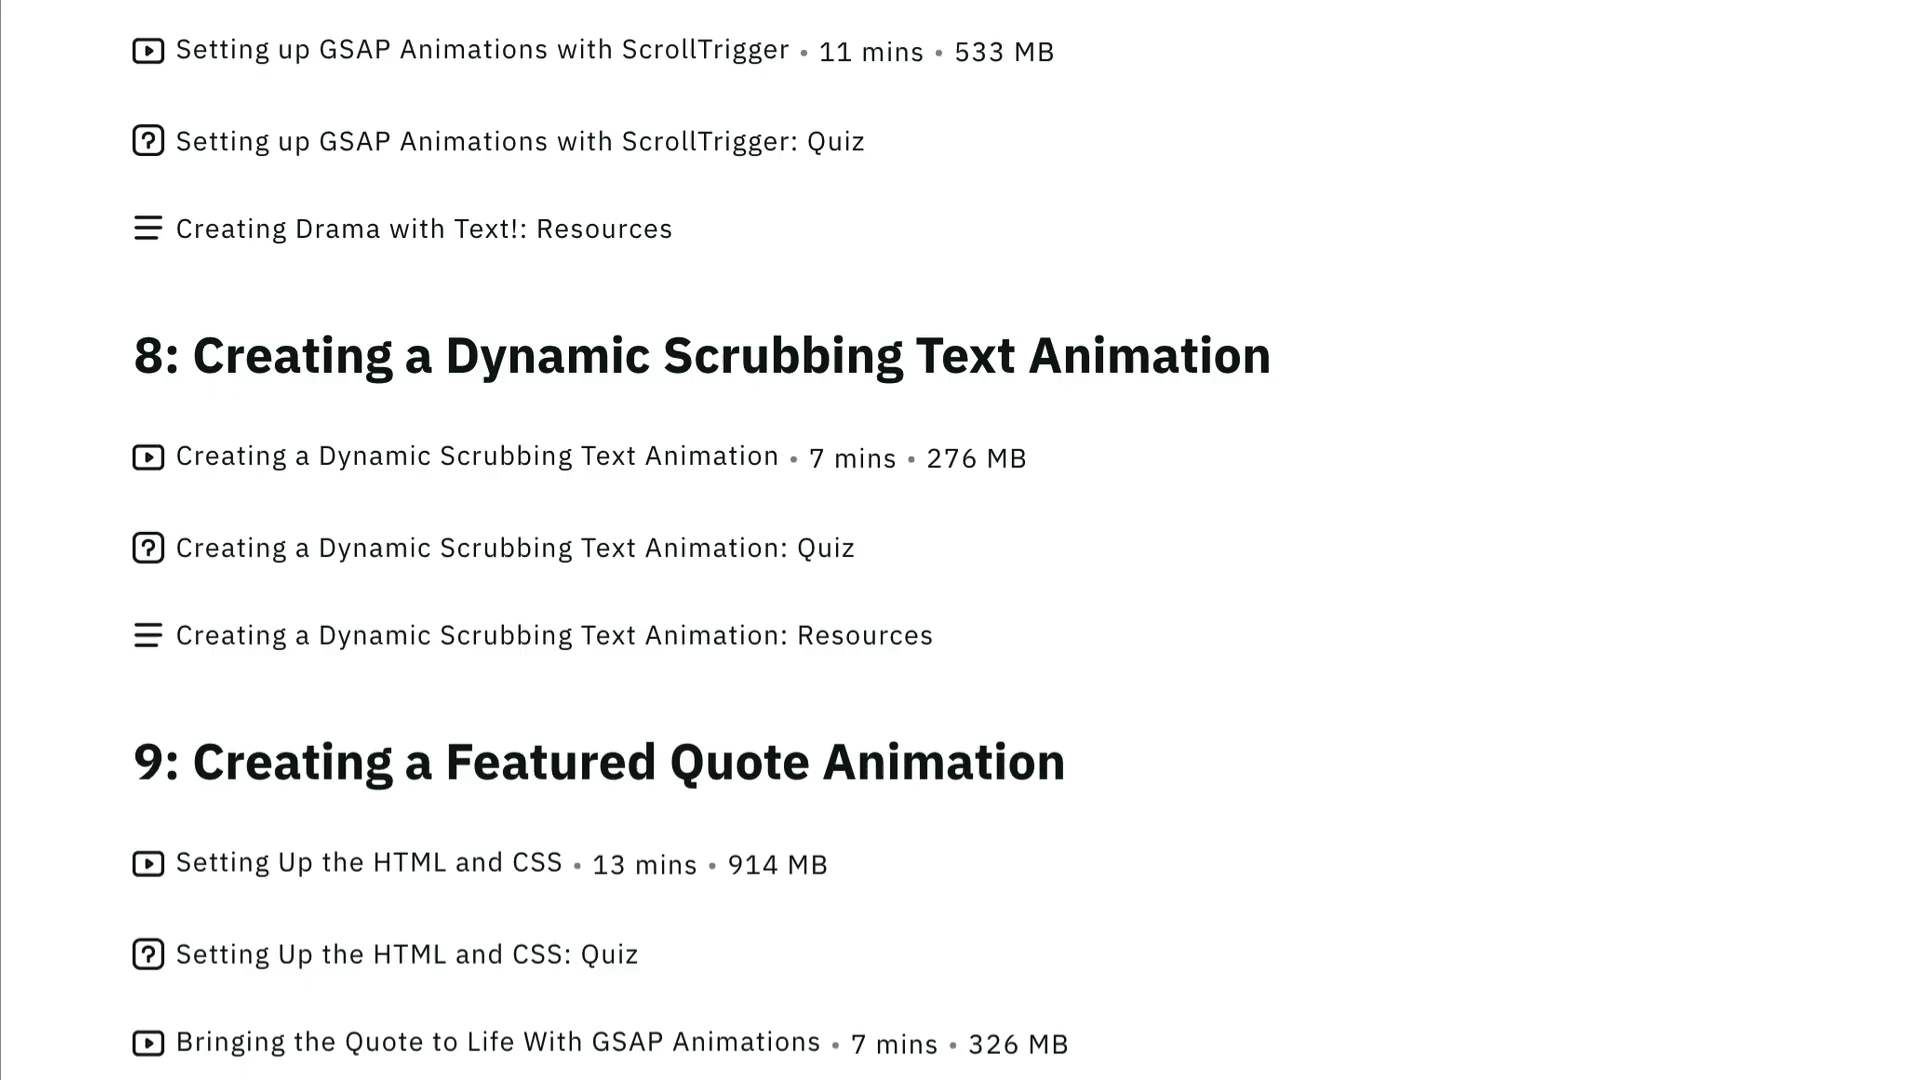 Setting up GSAP Animations with ScrollTrigger • 11 mins • 533 MB
Setting up GSAP Animations with ScrollTrigger: Quiz
Creating Drama with Text!: Resources
8: Creating a Dynamic Scrubbing Text Animation
Creating a Dynamic Scrubbing Text Animation • 7 mins • 276 MB
Creating a Dynamic Scrubbing Text Animation: Quiz
Creating a Dynamic Scrubbing Text Animation: Resources
9: Creating a Featured Quote Animation
Setting Up the HTML and CSS • 13 mins • 914 MB
Setting Up the HTML and CSS: Quiz
Bringing the Quote to Life With GSAP Animations • 7 mins • 326 MB